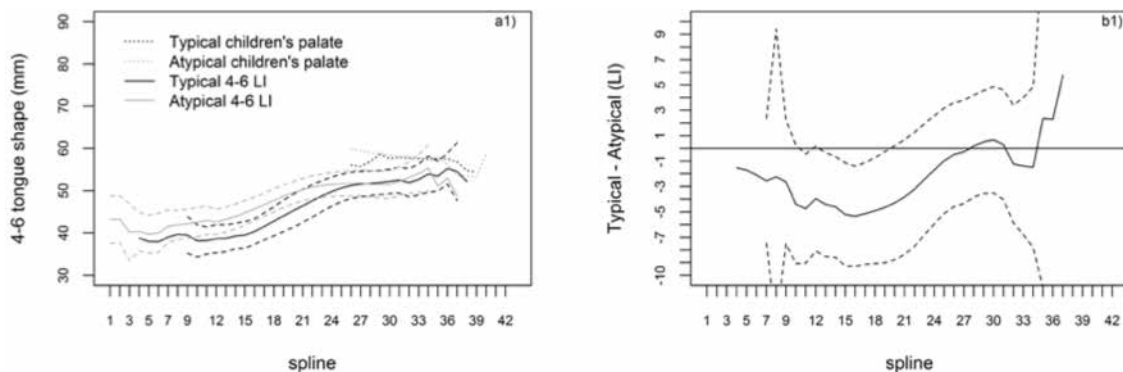 a1)
4-6 tongue shape (mm)
90
80
70
60
50
40
30
Typical children's palate
Atypical children's palate
Typical 4-6 LI
Atypical 4-6 LI
1 3 5 7 9 12 15 18 21 24 27 30 33 36 39 42
spline
b1)
Typical - Atypical (LI)
9
7
5
3
1
-1
-3
-5
-7
-10
1 3 5 7 9 12 15 18 21 24 27 30 33 36 39 42
spline